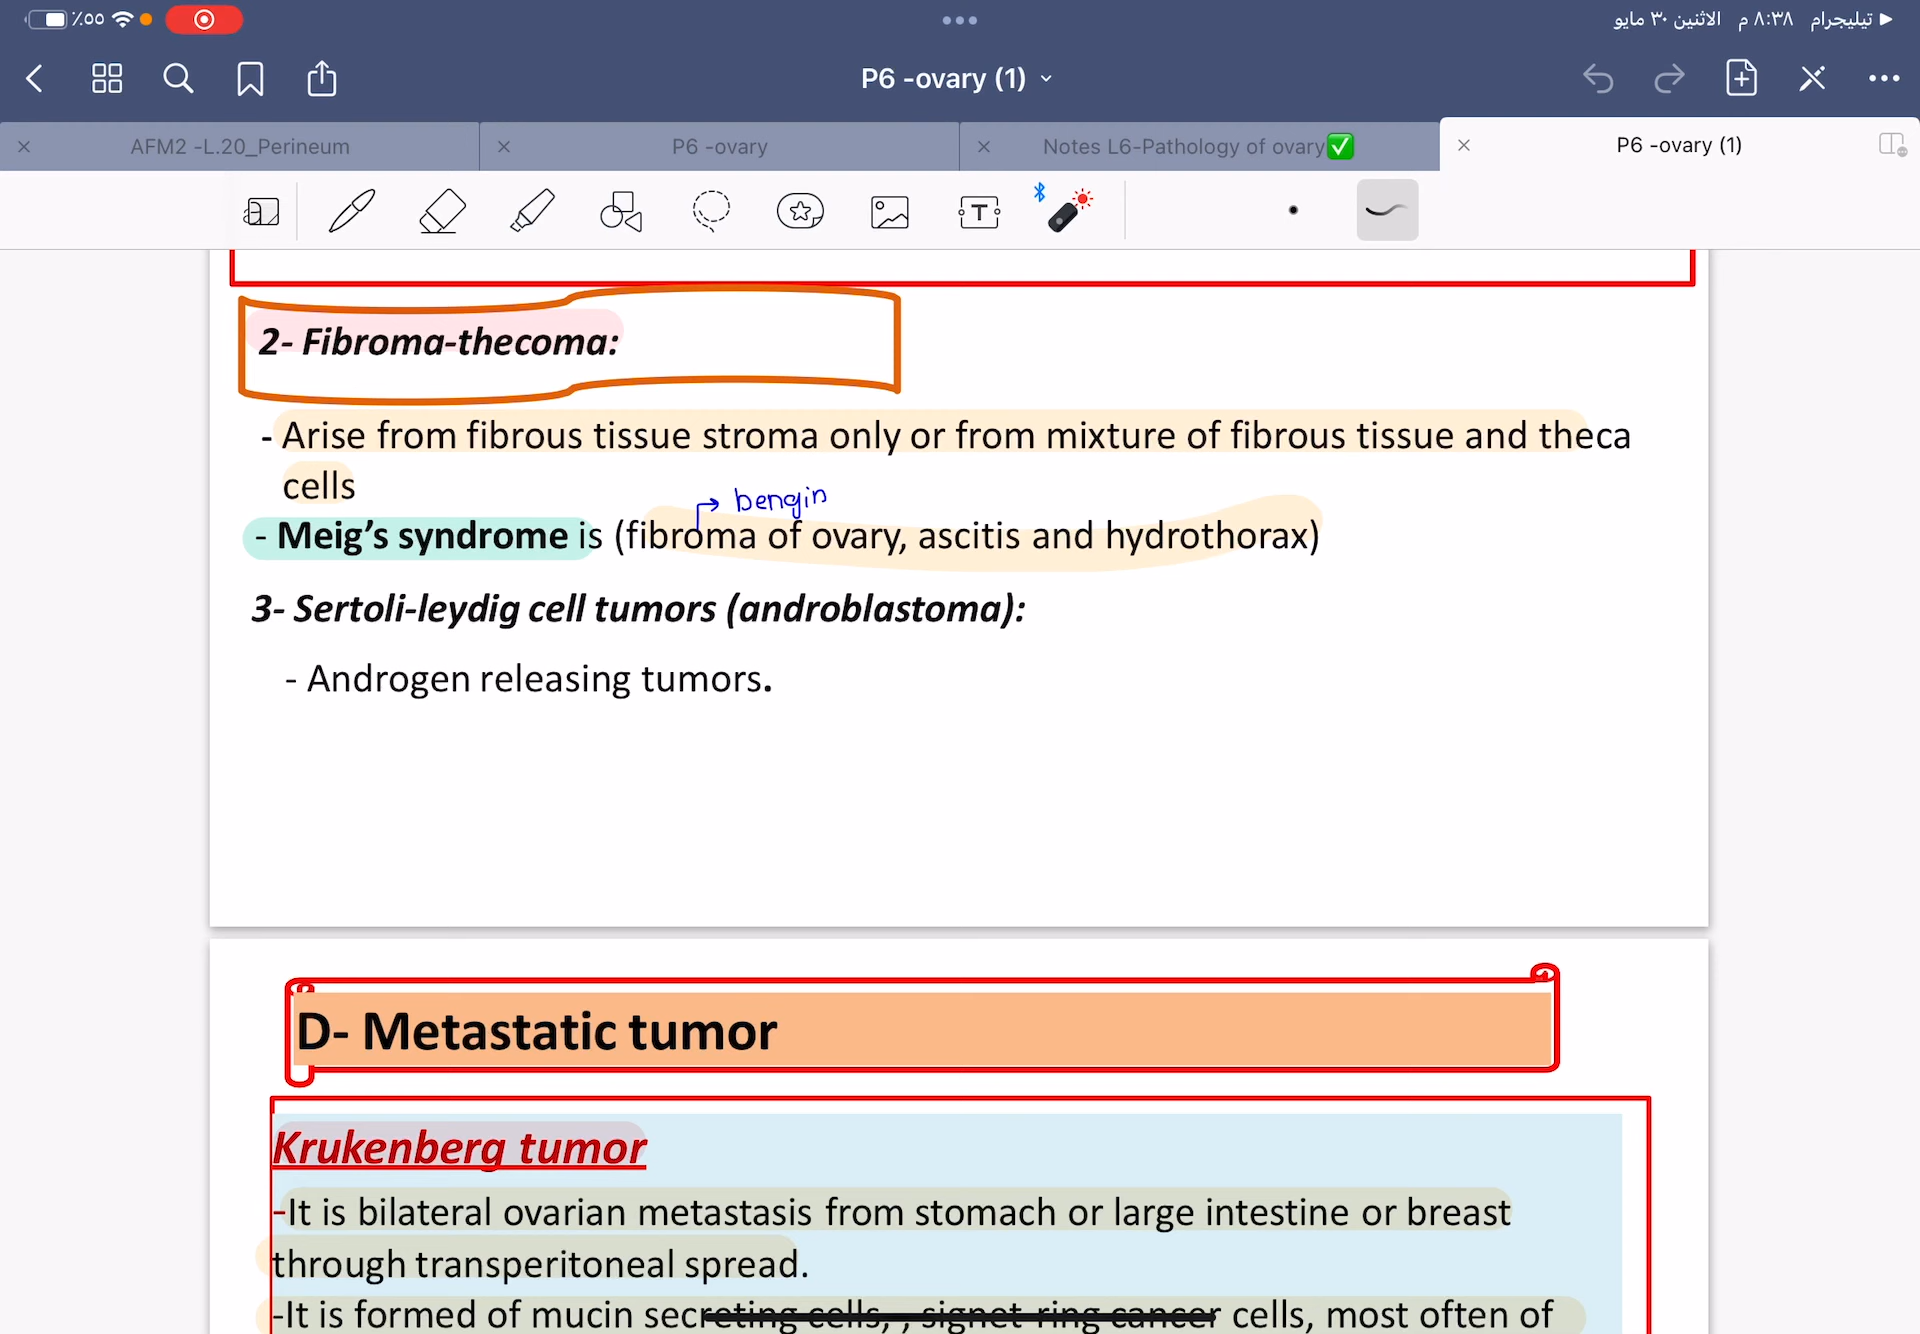 ٪٥٥
◀ تيليجرام ٨:٣٨ م الاثنين ٣٠ مايو
P6 -ovary (1)
AFM2 -L.20_Perineum
P6 -ovary
Notes L6-Pathology of ovary✅
P6 -ovary (1)
2- Fibroma-thecoma:
- Arise from fibrous tissue stroma only or from mixture of fibrous tissue and theca
cells
bengin
- Meig’s syndrome is (fibroma of ovary, ascitis and hydrothorax)
3- Sertoli-leydig cell tumors (androblastoma):
- Androgen releasing tumors.
D- Metastatic tumor
Krukenberg tumor
-It is bilateral ovarian metastasis from stomach or large intestine or breast
through transperitoneal spread.
-It is formed of mucin secreting cells, , signet ring cancer cells, most often of